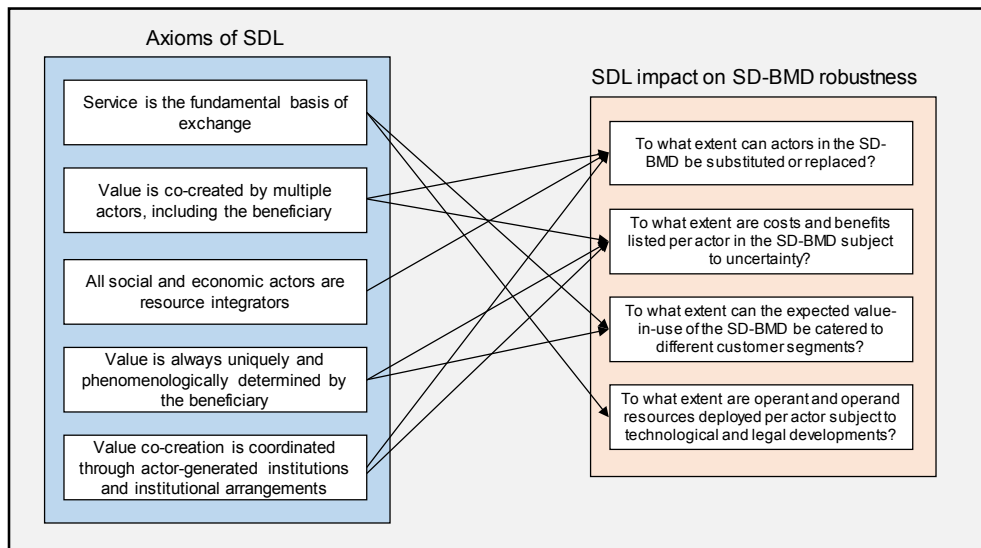 Axioms of SDL
Service is the fundamental basis of
exchange
Value is co-created by multiple
actors, including the beneficiary
All social and economic actors are
resource integrators
Value is always uniquely and
phenomenologically determined by
the beneficiary
Value co-creation is coordinated
through actor-generated institutions
and institutional arrangements
SDL impact on SD-BMD robustness
To what extent can actors in the SD-
BMD be substituted or replaced?
To what extent are costs and benefits
listed per actor in the SD-BMD subject
to uncertainty?
To what extent can the expected value-
in-use of the SD-BMD be catered to
different customer segments?
To what extent are operant and operand
resources deployed per actor subject to
technological and legal developments?